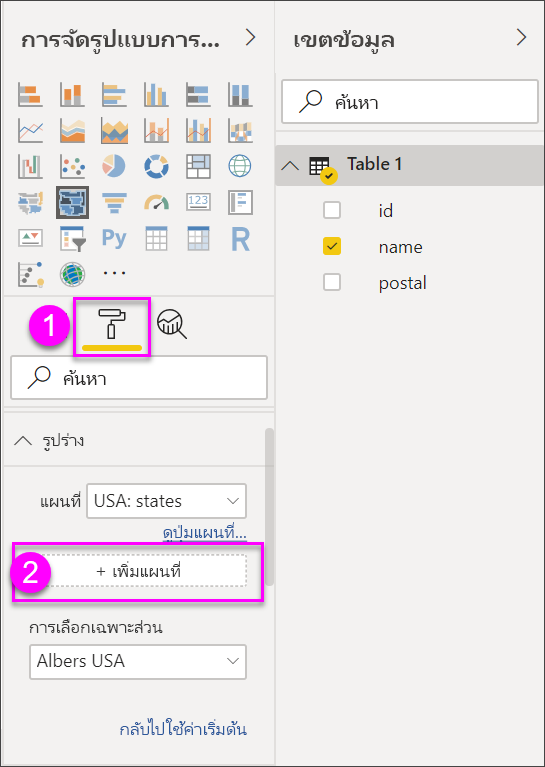 การจัดรูปแบบการ...
123
Py
R
...
1
ค้นหา
รูปร่าง
แผนที่
USA: states
ดูปุ่มแผนที่...
2
+ เพิ่มแผนที่
การเลือกเฉพาะส่วน
Albers USA
กลับไปใช้ค่าเริ่มต้น
เขตข้อมูล
ค้นหา
Table 1
id
name
postal